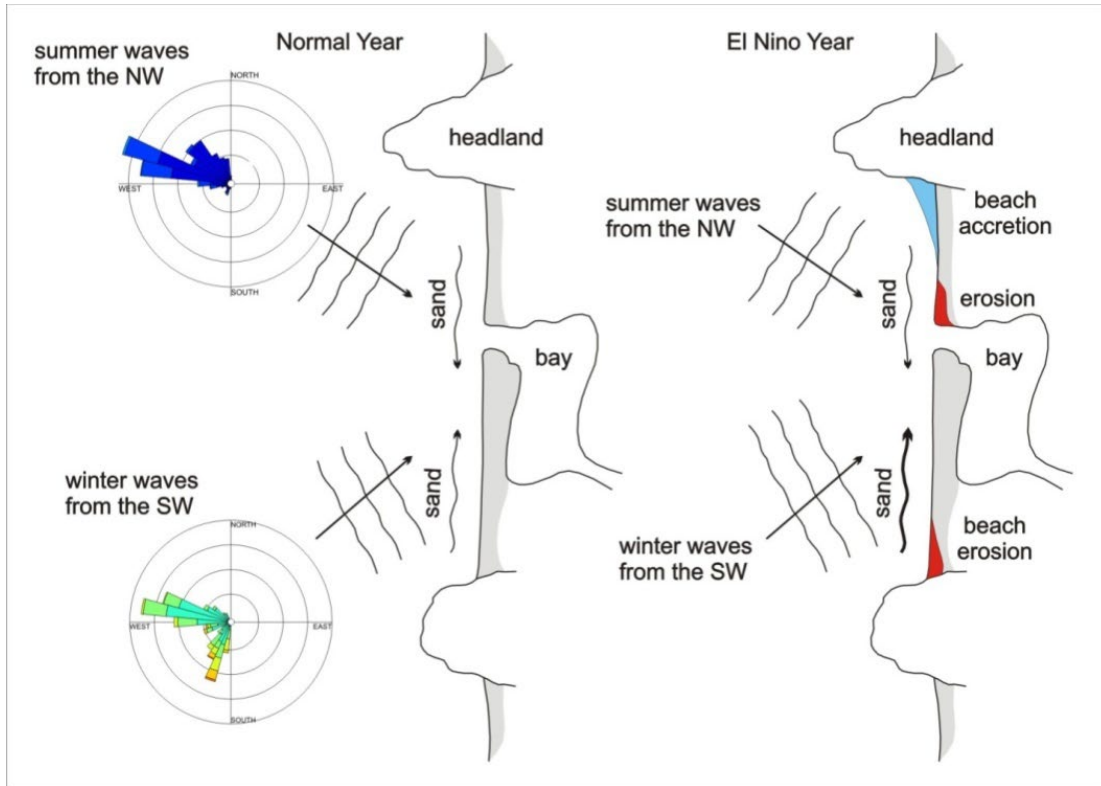 Normal Year
summer waves
from the NW
NORTH
WEST
EAST
SOUTH
headland
sand
bay
winter waves
from the SW
NORTH
WEST
EAST
SOUTH
sand
El Nino Year
headland
summer waves
from the NW
beach
accretion
sand
erosion
bay
winter waves
from the SW
sand
beach
erosion